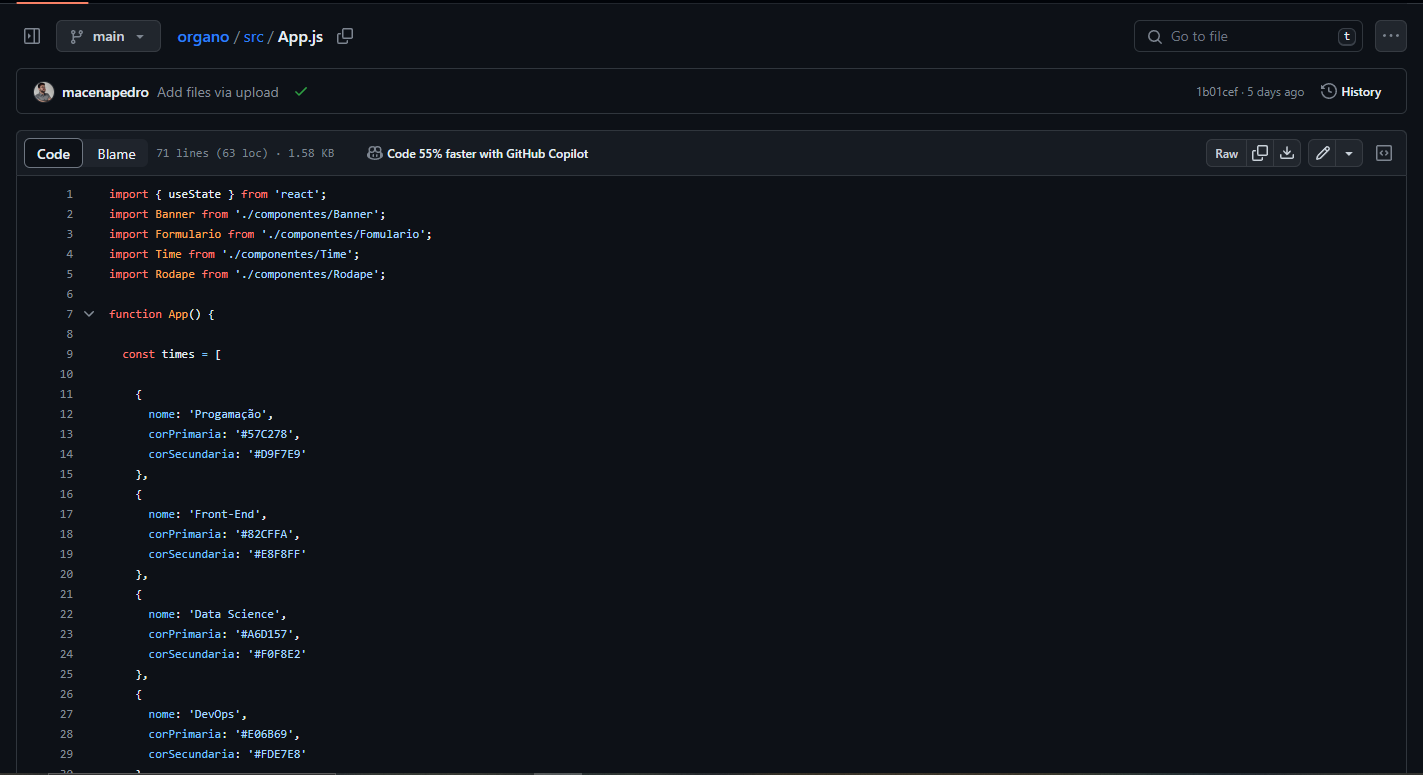 main
organo / src / App.js
Go to file
t
macenapedro Add files via upload
1b01cef · 5 days ago
History
Code
Blame
71 lines (63 loc) · 1.58 KB
Code 55% faster with GitHub Copilot
Raw
1 import { useState } from 'react';
2 import Banner from './componentes/Banner';
3 import Formulario from './componentes/Fomulario';
4 import Time from './componentes/Time';
5 import Rodape from './componentes/Rodape';
6
7 function App() {
8
9 const times = [
10
11 {
12 nome: 'Progamação',
13 corPrimaria: '#57C278',
14 corSecundaria: '#D9F7E9'
15 },
16 {
17 nome: 'Front-End',
18 corPrimaria: '#82CFFA',
19 corSecundaria: '#E8F8FF'
20 },
21 {
22 nome: 'Data Science',
23 corPrimaria: '#A6D157',
24 corSecundaria: '#F0F8E2'
25 },
26 {
27 nome: 'DevOps',
28 corPrimaria: '#E06B69',
29 corSecundaria: '#FDE7E8'